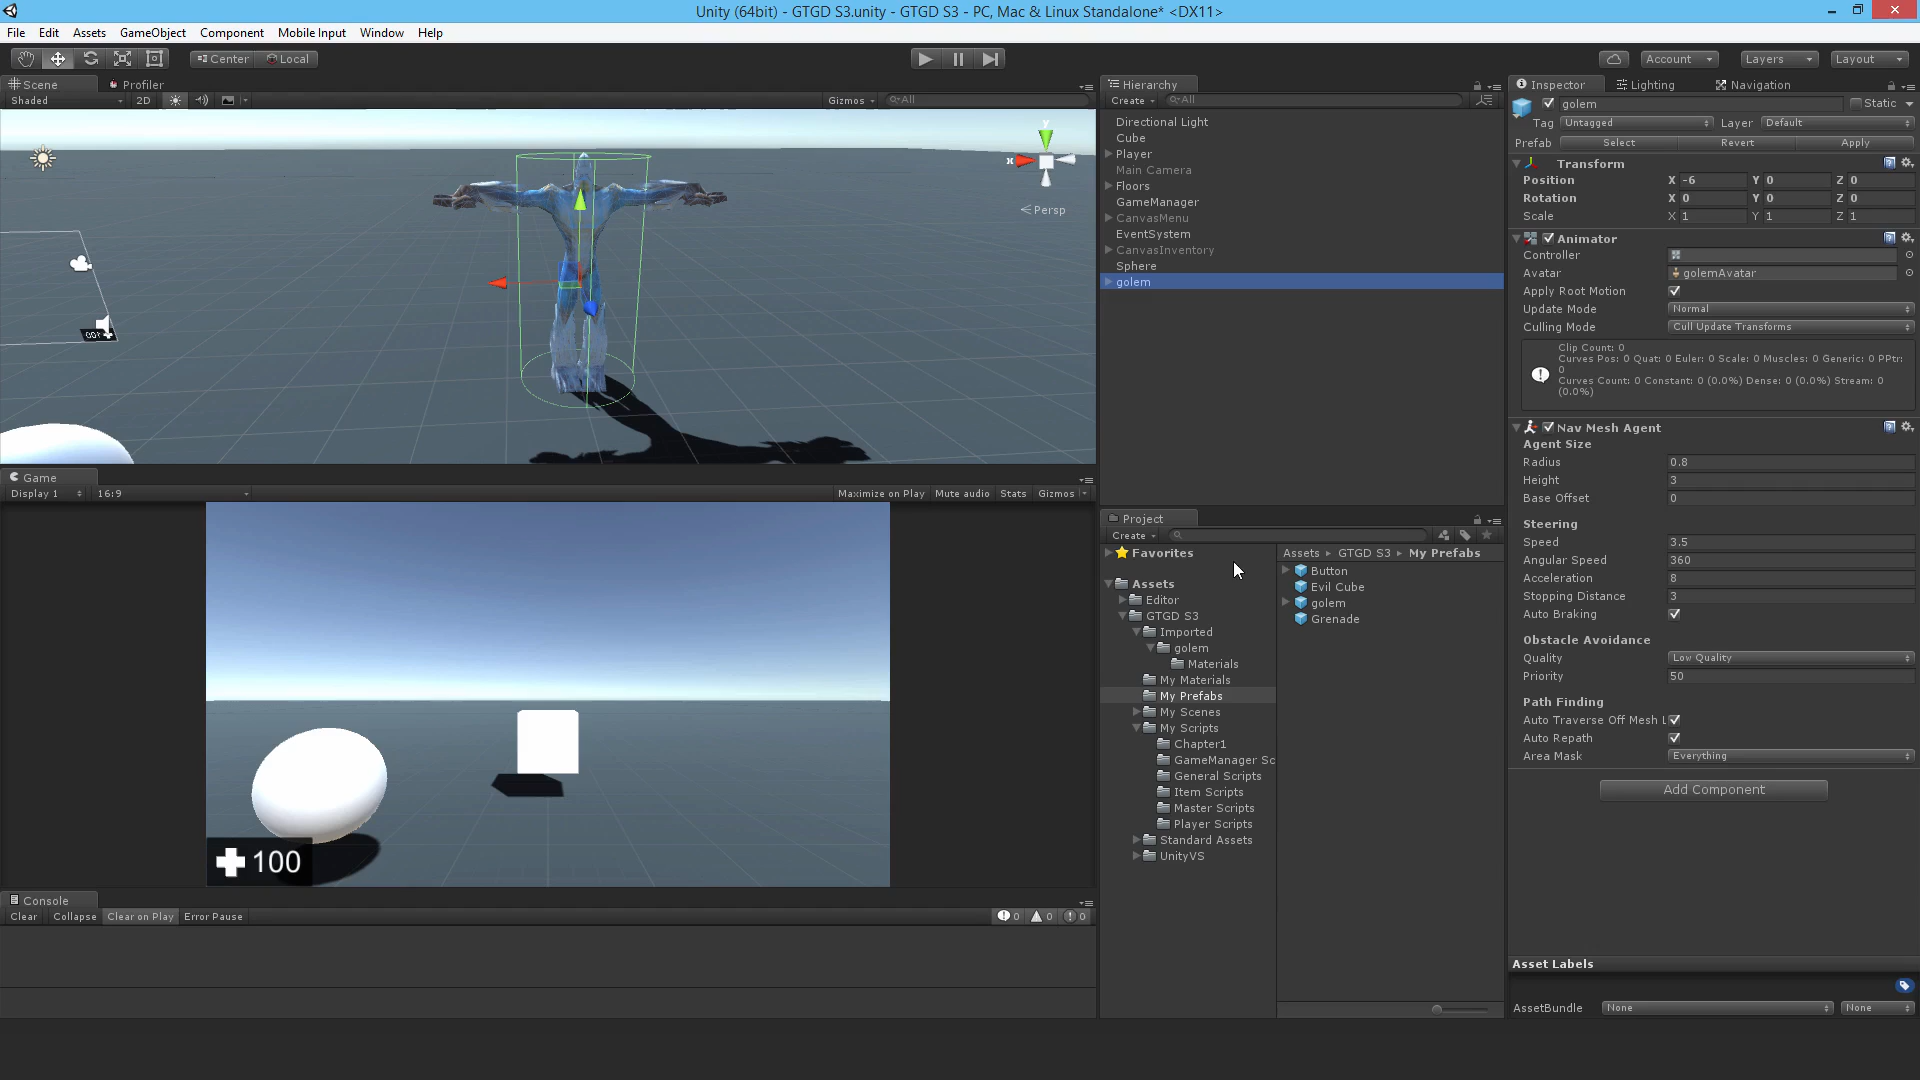 Unity (64bit) - GTGD S3.unity - GTGD S3 - PC, Mac & Linux Standalone* <DX11>
File Edit Assets GameObject Component Mobile Input Window Help
Center Local Account Layers Layout
Scene Profiler
Shaded 2D Gizmos All
y
x
Persp
Game
Display 1 16:9 Maximize on Play Mute audio Stats Gizmos
100
Console
Clear Collapse Clear on Play Error Pause 0 0 0
Hierarchy
Create All
Directional Light
Cube
Player
Main Camera
Floors
GameManager
CanvasMenu
EventSystem
CanvasInventory
Sphere
golem
Project
Create
Favorites
Assets
Editor
GTGD S3
Imported
golem
Materials
My Materials
My Prefabs
My Scenes
My Scripts
Chapter1
GameManager Sc
General Scripts
Item Scripts
Master Scripts
Player Scripts
Standard Assets
UnityVS
Assets GTGD S3 My Prefabs
Button
Evil Cube
golem
Grenade
Inspector Lighting Navigation
golem Static
Tag Untagged Layer Default
Prefab Select Revert Apply
Transform
Position X -6 Y 0 Z 0
Rotation X 0 Y 0 Z 0
Scale X 1 Y 1 Z 1
Animator
Controller
Avatar golemAvatar
Apply Root Motion
Update Mode Normal
Culling Mode Cull Update Transforms
Clip Count: 0
Curves Pos: 0 Quat: 0 Euler: 0 Scale: 0 Muscles: 0 Generic: 0 PPtr:
0
Curves Count: 0 Constant: 0 (0.0%) Dense: 0 (0.0%) Stream: 0
(0.0%)
Nav Mesh Agent
Agent Size
Radius 0.8
Height 3
Base Offset 0
Steering
Speed 3.5
Angular Speed 360
Acceleration 8
Stopping Distance 3
Auto Braking
Obstacle Avoidance
Quality Low Quality
Priority 50
Path Finding
Auto Traverse Off Mesh L
Auto Repath
Area Mask Everything
Add Component
Asset Labels
AssetBundle None None